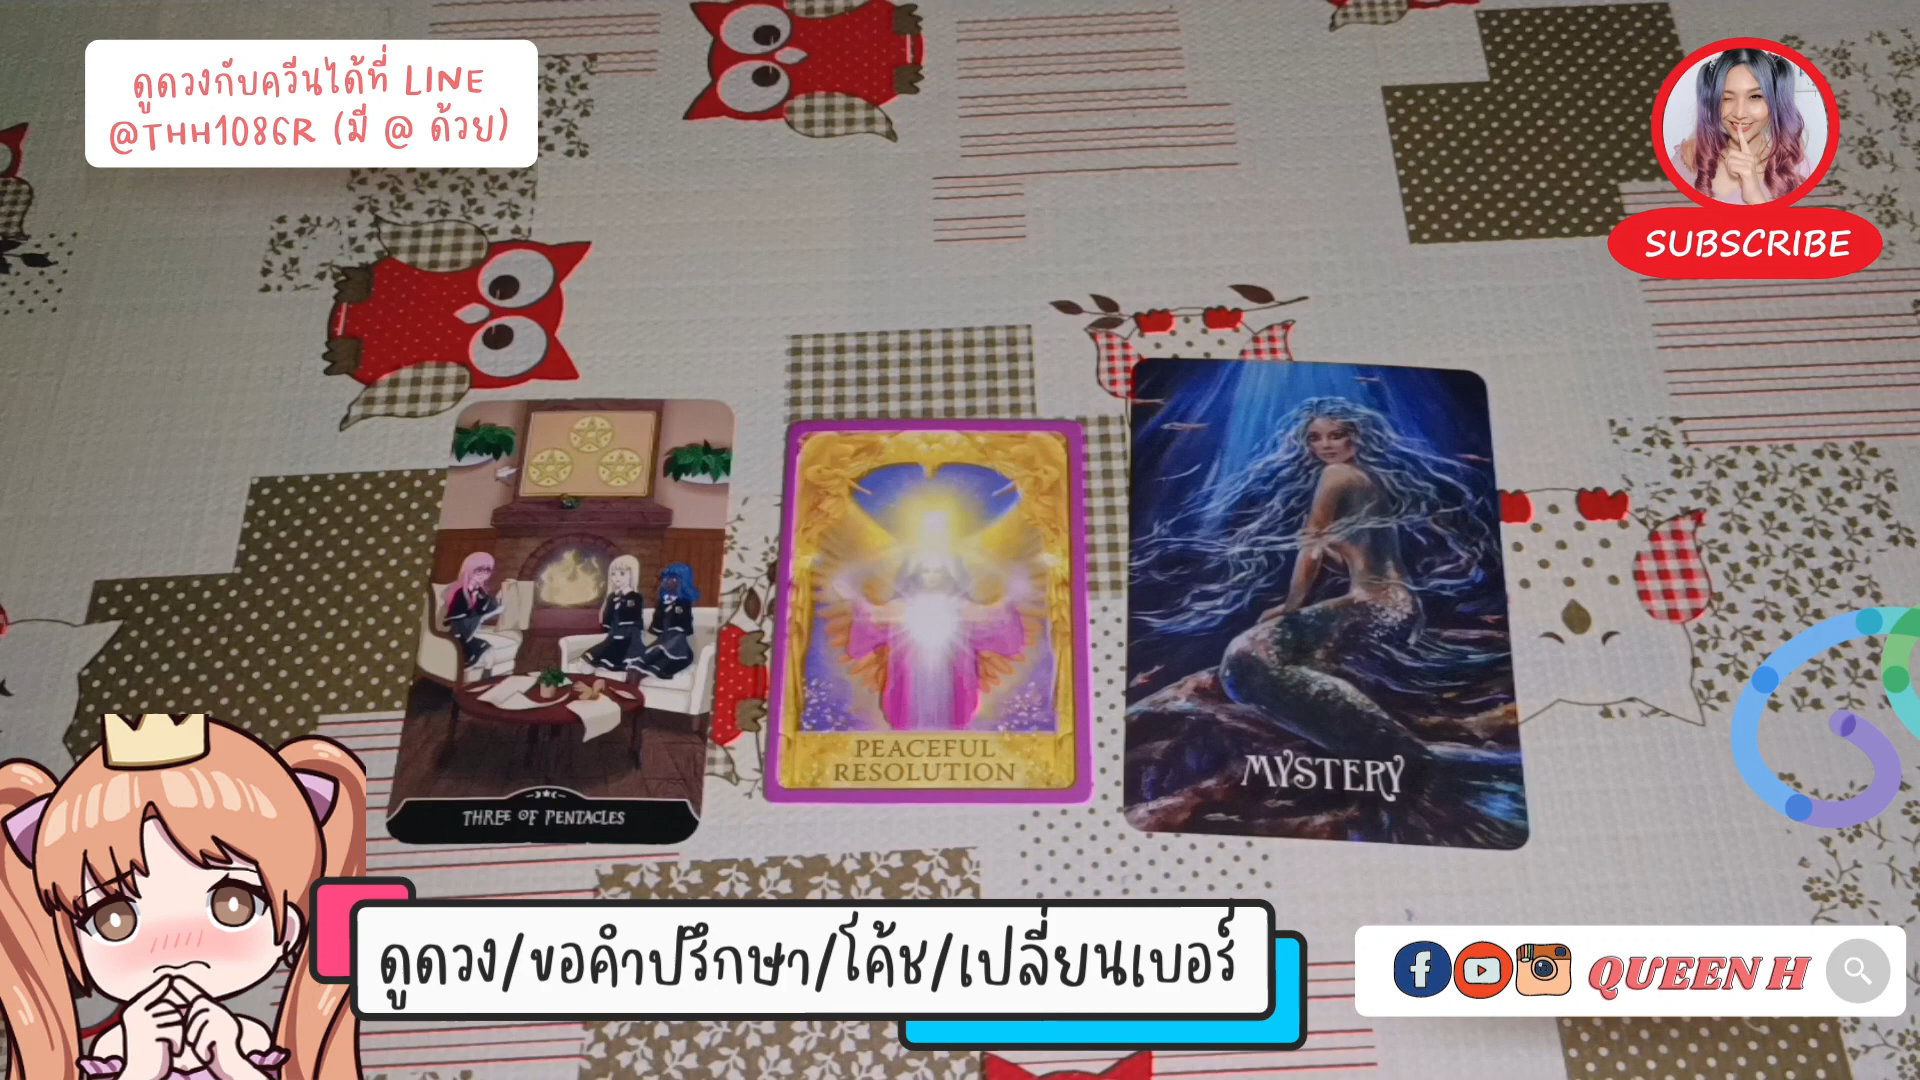 ดูดวงกับควีนได้ที่ LINE
@THH1086R (มี @ ด้วย)
SUBSCRIBE
THREE OF PENTACLES
PEACEFUL
RESOLUTION
MYSTERY
ดูดวง/ขอคำปรึกษา/โค้ช/เปลี่ยนเบอร์
QUEEN H